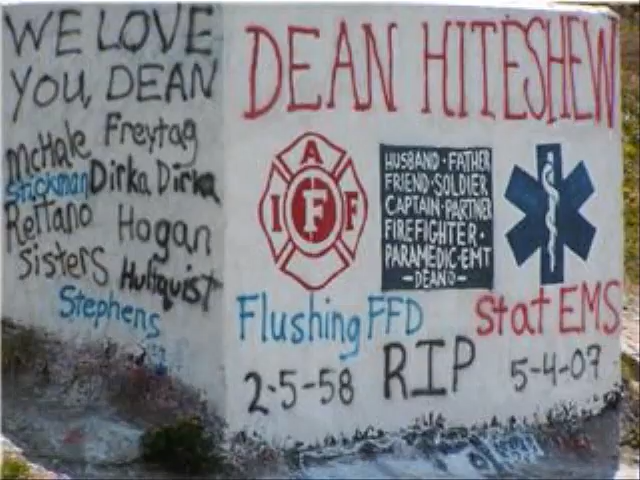 WE LOVE
YOU, DEAN
McHale Freytag
Stickman Dirka Dirka
Rettano Hogan
Sisters Hultquist
Stephens
DEAN HITESHEW
A
I F F
HUSBAND · FATHER
FRIEND · SOLDIER
CAPTAIN · PARTNER
FIREFIGHTER ·
PARAMEDIC · EMT
- DEANO -
Flushing FFD
Stat EMS
2-5-58 RIP 5-4-07